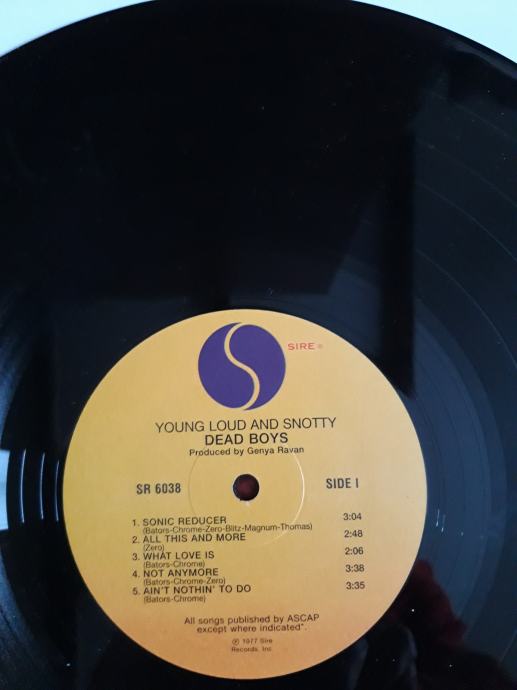 SIRE®
YOUNG LOUD AND SNOTTY
DEAD BOYS
Produced by Genya Ravan
SR 6038 SIDE I
1. SONIC REDUCER 3:04
(Bators-Chrome-Zero-Blitz-Magnum-Thomas)
2. ALL THIS AND MORE 2:48
(Zero)
3. WHAT LOVE IS 2:06
(Bators-Chrome)
4. NOT ANYMORE 3:38
(Bators-Chrome-Zero)
5. AIN'T NOTHIN' TO DO 3:35
(Bators-Chrome)
All songs published by ASCAP
except where indicated*.
℗ 1977 Sire
Records, Inc.